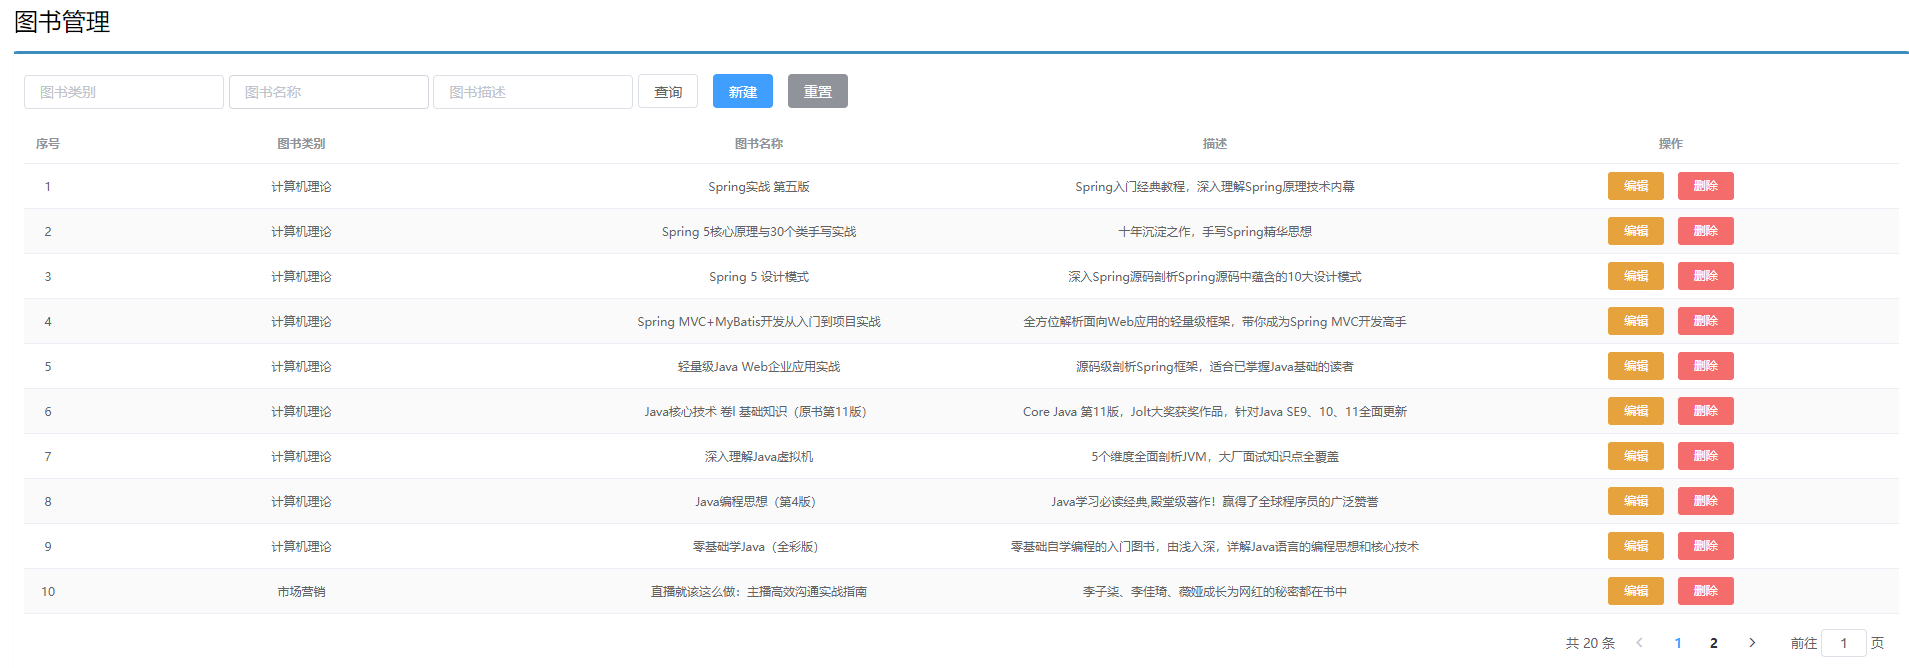 图书管理
图书类别 图书名称 图书描述 查询 新建 重置
序号 图书类别 图书名称 描述 操作
1 计算机理论 Spring实战 第五版 Spring入门经典教程，深入理解Spring原理技术内幕 编辑 删除
2 计算机理论 Spring 5核心原理与30个类手写实战 十年沉淀之作，手写Spring精华思想 编辑 删除
3 计算机理论 Spring 5 设计模式 深入Spring源码剖析Spring源码中蕴含的10大设计模式 编辑 删除
4 计算机理论 Spring MVC+MyBatis开发从入门到项目实战 全方位解析面向Web应用的轻量级框架，带你成为Spring MVC开发高手 编辑 删除
5 计算机理论 轻量级Java Web企业应用实战 源码级剖析Spring框架，适合已掌握Java基础的读者 编辑 删除
6 计算机理论 Java核心技术 卷I 基础知识（原书第11版） Core Java 第11版，Jolt大奖获奖作品，针对Java SE9、10、11全面更新 编辑 删除
7 计算机理论 深入理解Java虚拟机 5个维度全面剖析JVM，大厂面试知识点全覆盖 编辑 删除
8 计算机理论 Java编程思想（第4版） Java学习必读经典,殿堂级著作！赢得了全球程序员的广泛赞誉 编辑 删除
9 计算机理论 零基础学Java（全彩版） 零基础自学编程的入门图书，由浅入深，详解Java语言的编程思想和核心技术 编辑 删除
10 市场营销 直播就该这么做：主播高效沟通实战指南 李子柒、李佳琦、薇娅成长为网红的秘密都在书中 编辑 删除
共 20 条 1 2 前往 1 页